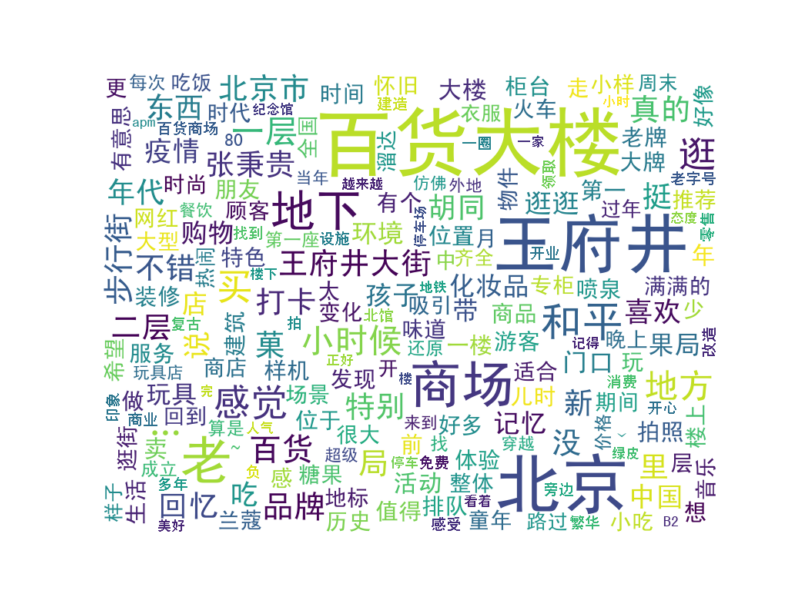 更 每次 吃饭 北京市 时间 怀旧 大楼 柜台 走 小样 周末
东西 时代 纪念馆 建造 衣服 火车 小时 真的 好像
apm 百货商场 80 一层 全国 百货大楼 溜达 一圈 一家 老牌
有意思 疫情 张秉贵 当年 越来越 仿佛 外地 领取 大牌 逛 老字号
年代 时尚 朋友 地下 有个 胡同 物件 逛逛 第一 挺 推荐
网红 餐饮 顾客 停车场 过年 态度
大型 找到 购物 第一座 设施 环境 位置 月 王府井 年 零售
步行街 热闹 特色 不错 楼下 王府井大街 中 齐全 开业
装修 店 买 打卡 太 变化 孩子 地铁 吸引 带 化妆品 专柜 喷泉 满满的 喜欢 少
二层 复古 说 建筑 菓 小时候 拍 北馆 味道 商品 和平 记得 晚上 果局 改造
希望 服务 商店 样机 正好 还原 一楼 游客 门口 玩
玩具店 发现 开 楼 商场 适合 新 消费 地方
印象 做 玩具 完 感觉 场景 特别 儿时 期间 开心 楼上
商业 回到 人气 位于 来到 好多 记忆 没 价格 拍照
逛街 卖 … 算是 老 ~ 百货 很大 前 找 穿越 绿皮
成立 负 感 超级 局 停车 免费 体验 北京 里 层 音乐
生活 多年 回忆 吃 糖果 活动 整体 看着 旁边 中国
样子 美好 兰蔻 品牌 地标 历史 值得 排队 感受 童年 路过 繁华 小吃 B2 想